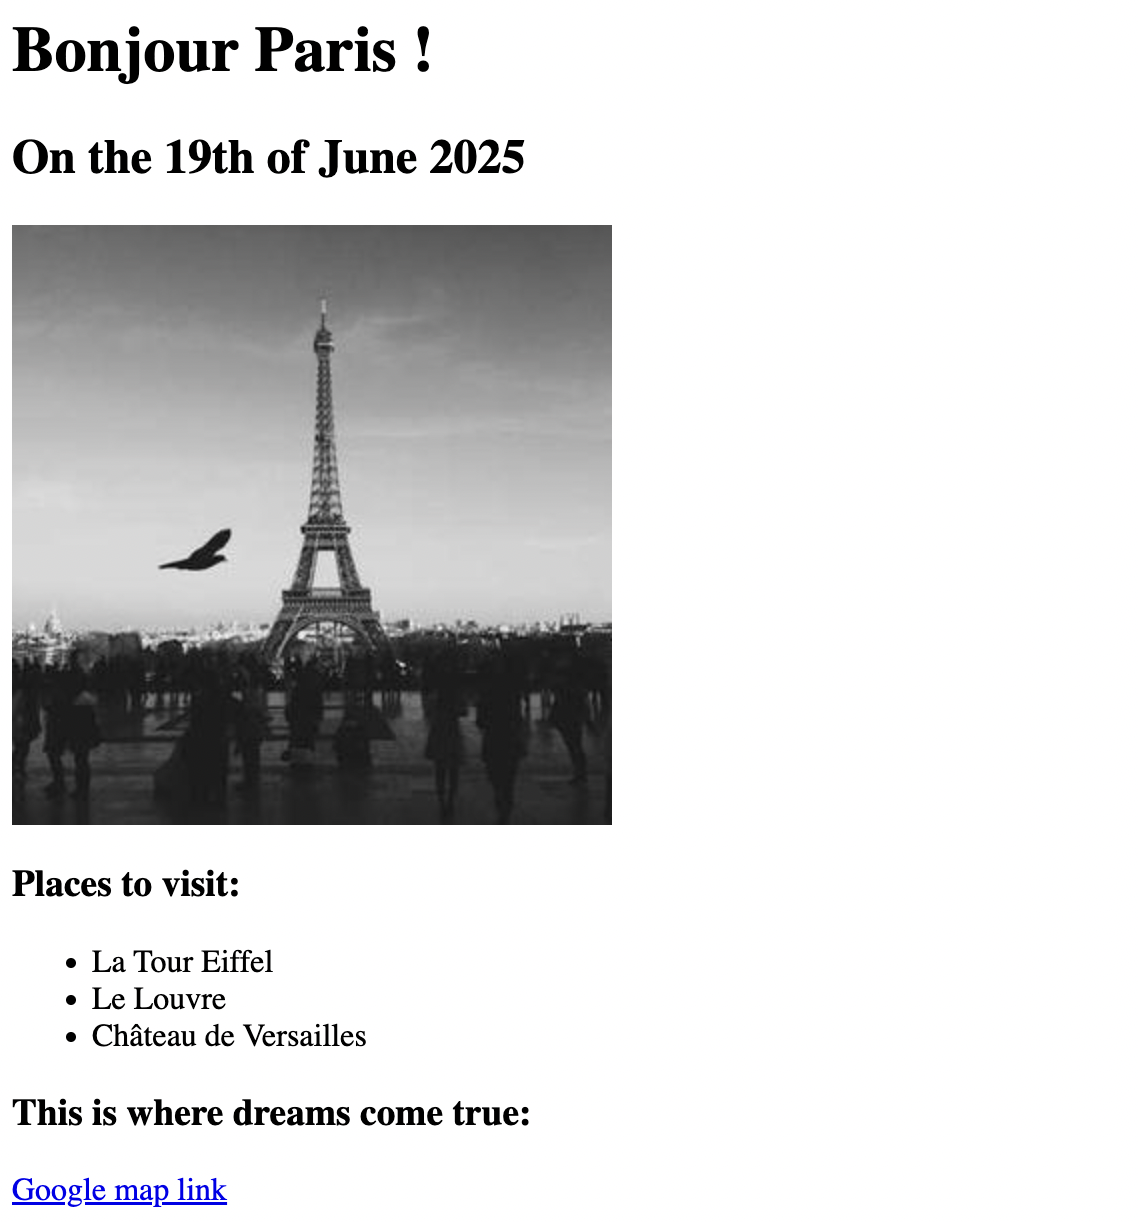 Bonjour Paris !
On the 19th of June 2025
Places to visit:
La Tour Eiffel
Le Louvre
Château de Versailles
This is where dreams come true:
Google map link